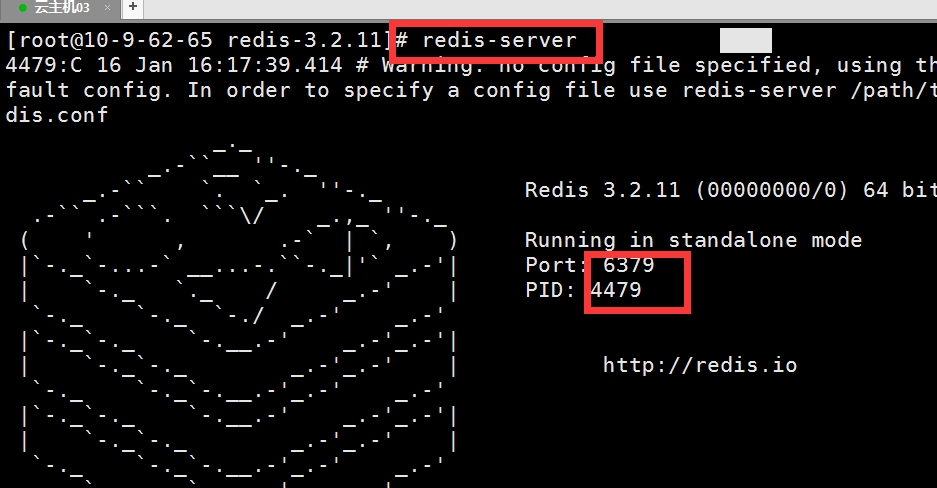 云主机03
[root@10-9-62-65 redis-3.2.11]# redis-server
4479:C 16 Jan 16:17:39.414 # Warning: no config file specified, using th
fault config. In order to specify a config file use redis-server /path/t
dis.conf
Redis 3.2.11 (00000000/0) 64 bit
Running in standalone mode
Port: 6379
PID: 4479
http://redis.io